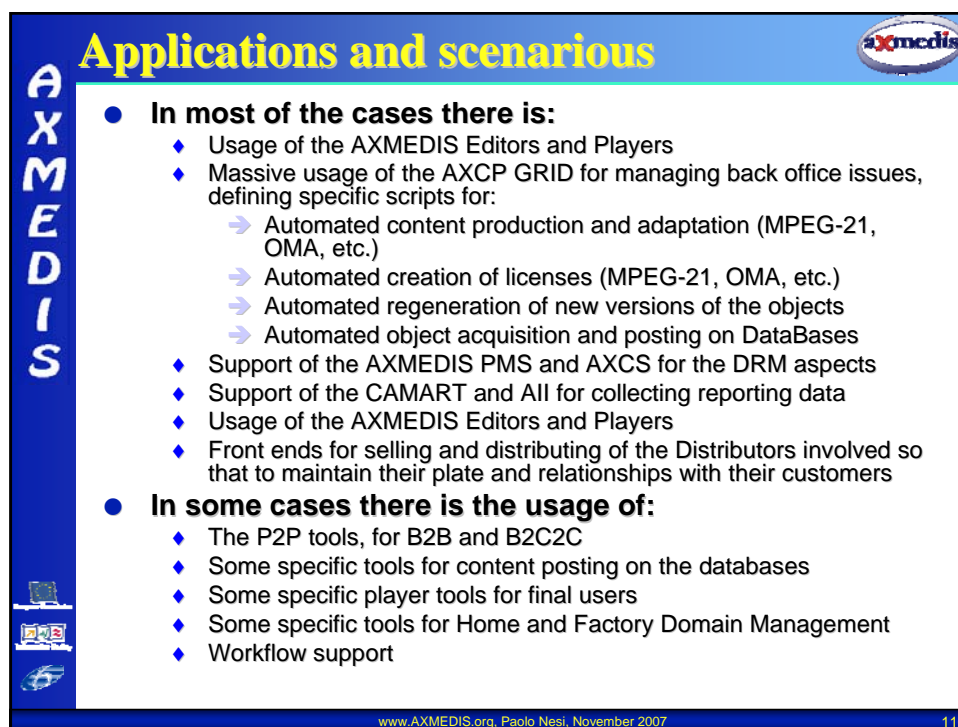 Applications and scenarious
axmedis
AXMEDIS
In most of the cases there is:
Usage of the AXMEDIS Editors and Players
Massive usage of the AXCP GRID for managing back office issues,
defining specific scripts for:
Automated content production and adaptation (MPEG-21,
OMA, etc.)
Automated creation of licenses (MPEG-21, OMA, etc.)
Automated regeneration of new versions of the objects
Automated object acquisition and posting on DataBases
Support of the AXMEDIS PMS and AXCS for the DRM aspects
Support of the CAMART and AII for collecting reporting data
Usage of the AXMEDIS Editors and Players
Front ends for selling and distributing of the Distributors involved so
that to maintain their plate and relationships with their customers
In some cases there is the usage of:
The P2P tools, for B2B and B2C2C
Some specific tools for content posting on the databases
Some specific player tools for final users
Some specific tools for Home and Factory Domain Management
Workflow support
www.AXMEDIS.org, Paolo Nesi, November 2007
11